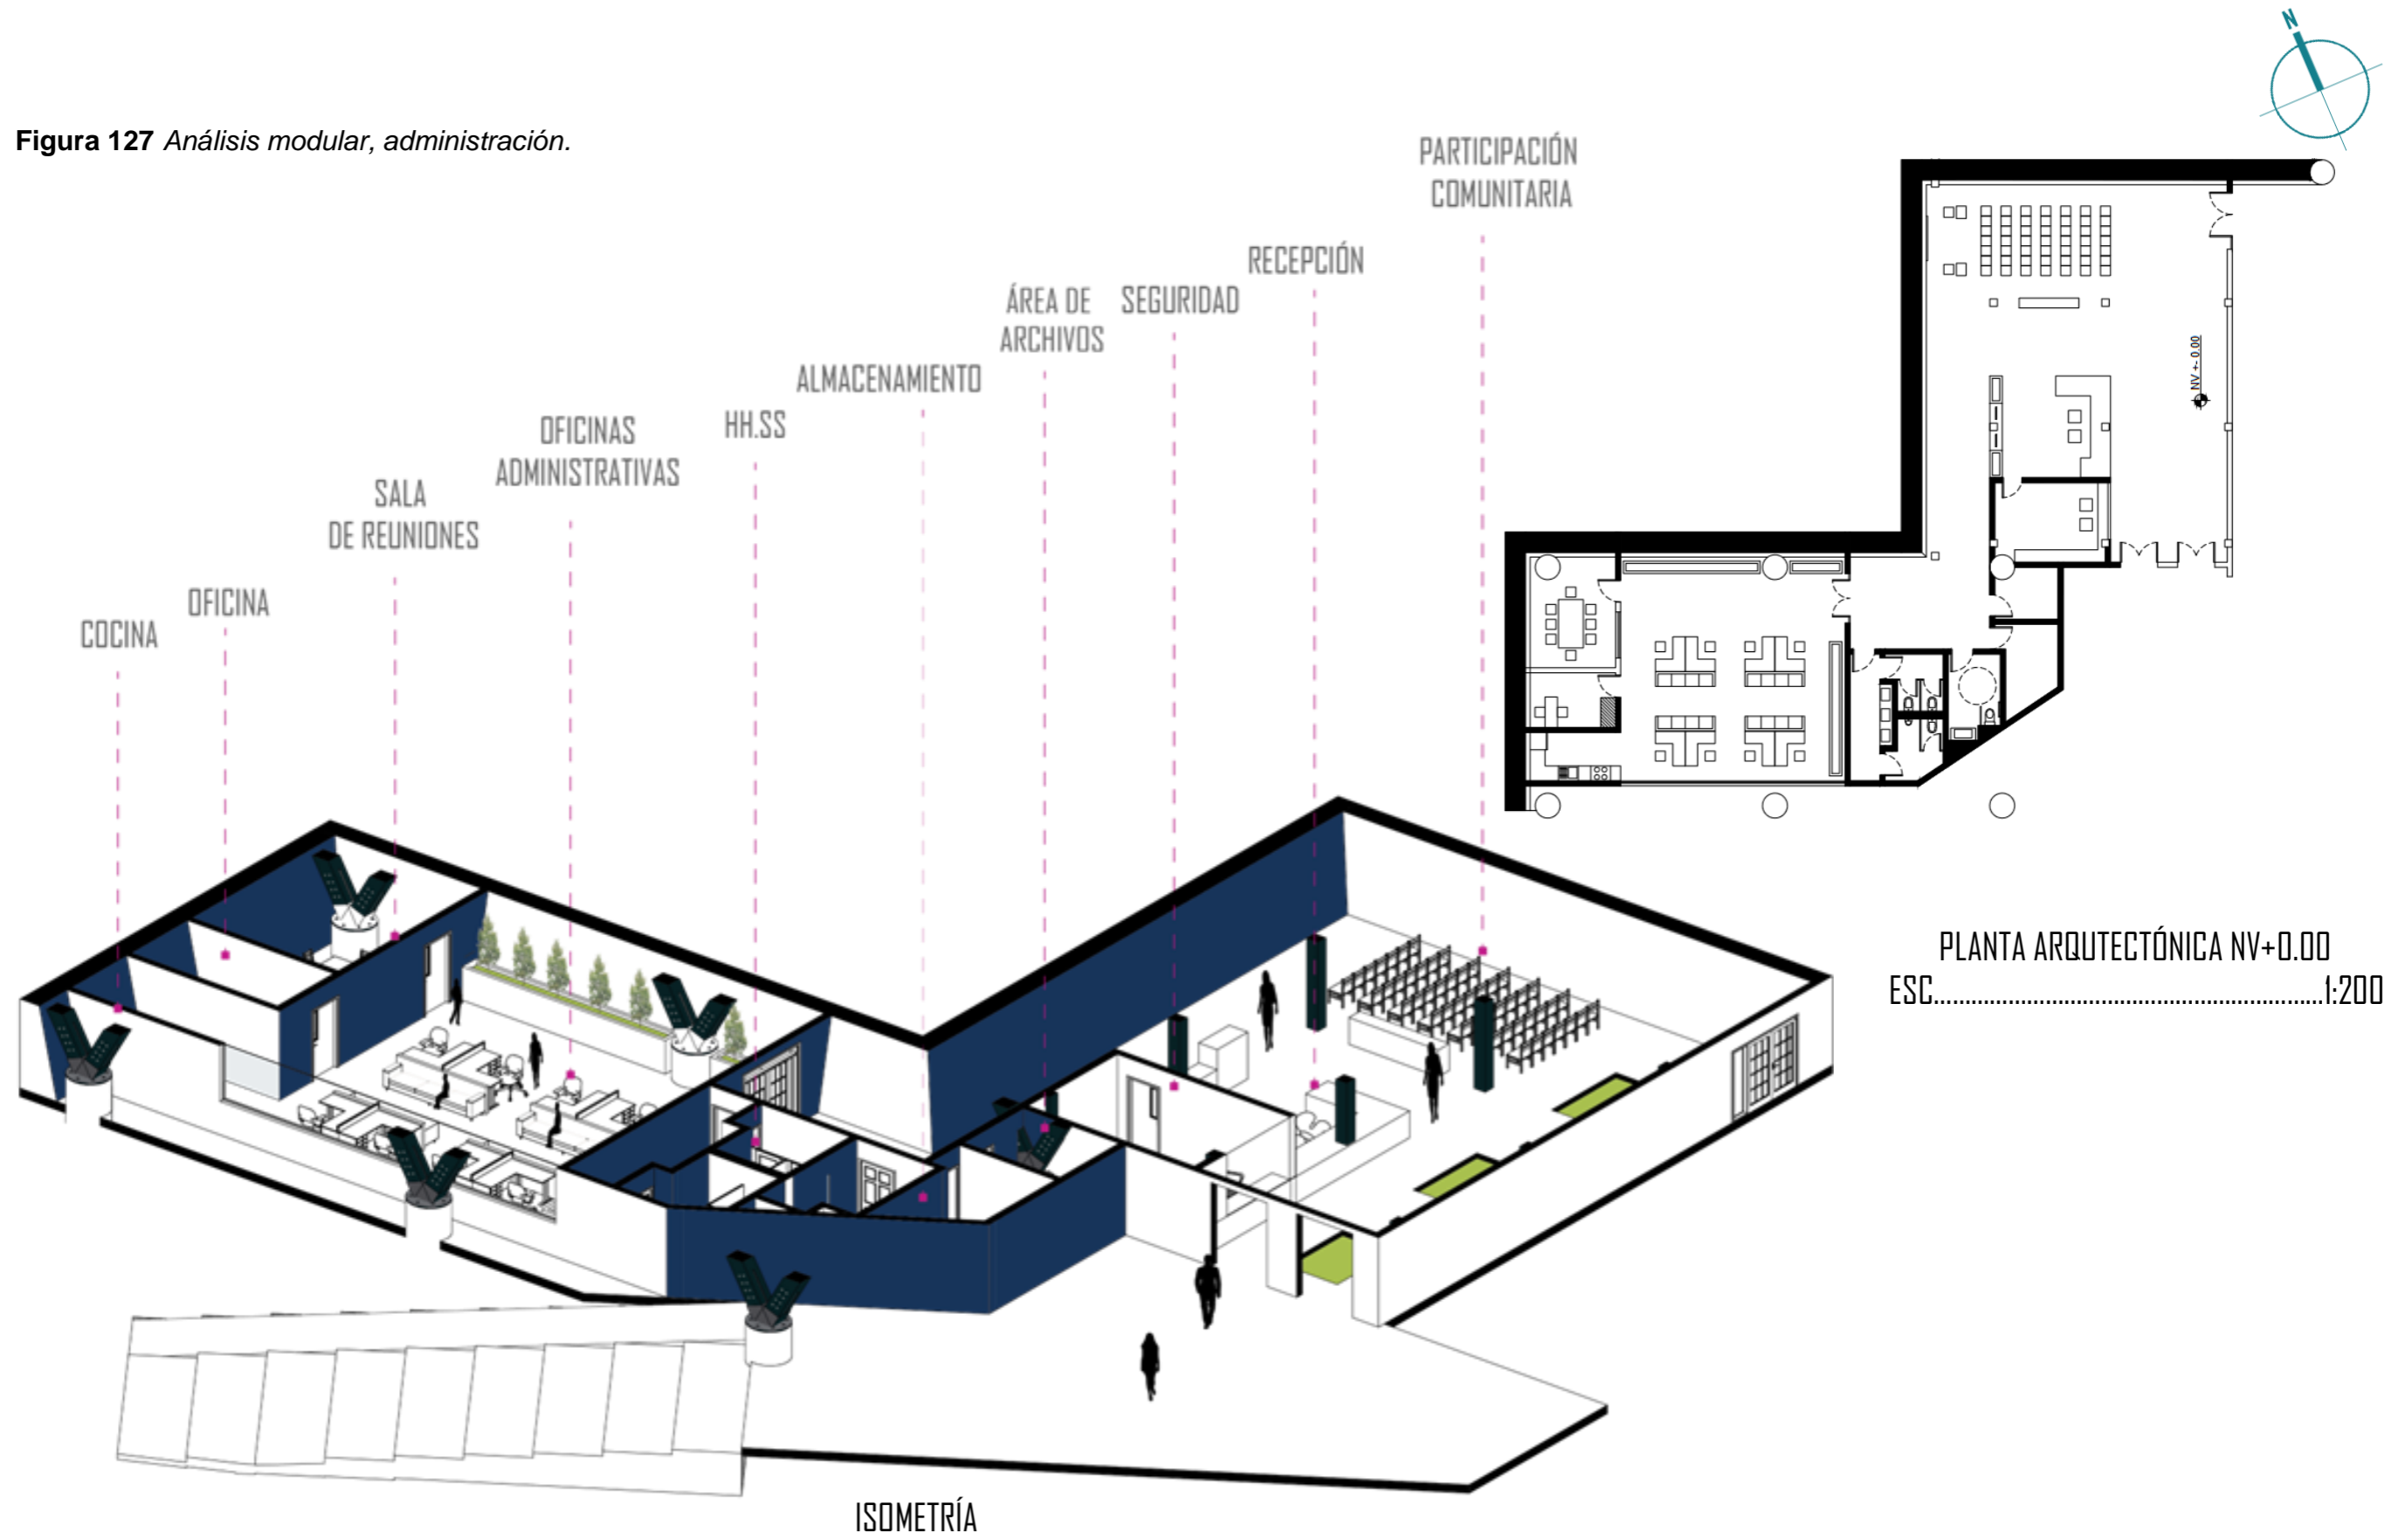 N
Figura 127 Análisis modular, administración.
PARTICIPACIÓN
COMUNITARIA
RECEPCIÓN
ÁREA DE
ARCHIVOS
SEGURIDAD
ALMACENAMIENTO
HH.SS
OFICINAS
ADMINISTRATIVAS
SALA
DE REUNIONES
OFICINA
COCINA
NV +- 0.00
PLANTA ARQUTECTÓNICA NV+0.00
ESC..............................................................1:200
ISOMETRÍA